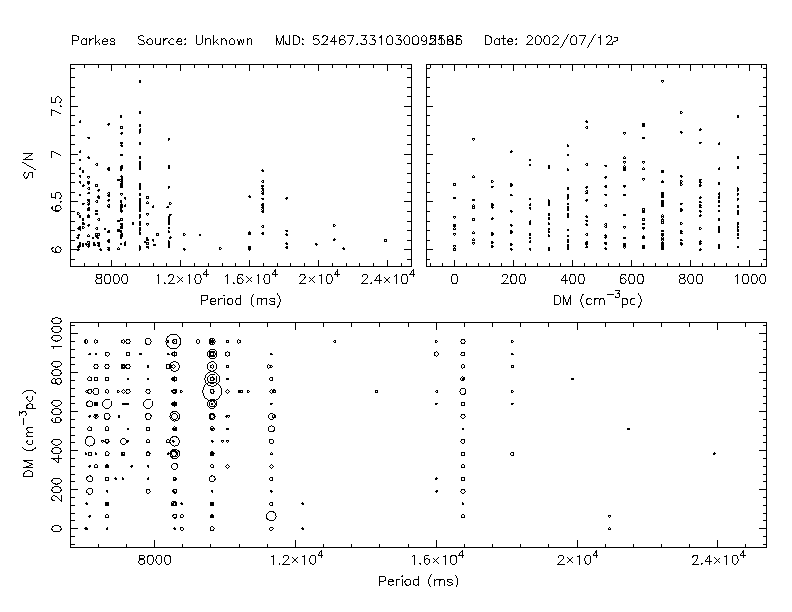 Parkes Source: Unknown MJD: 52467.331030092 Date: 2002/07/12
S/N
7.5
7
6.5
6
8000 1.2×10⁴ 1.6×10⁴ 2×10⁴ 2.4×10⁴
Period (ms)
0 200 400 600 800 1000
DM (cm⁻³pc)
DM (cm⁻³pc)
1000
800
600
400
200
0
8000 1.2×10⁴ 1.6×10⁴ 2×10⁴ 2.4×10⁴
Period (ms)